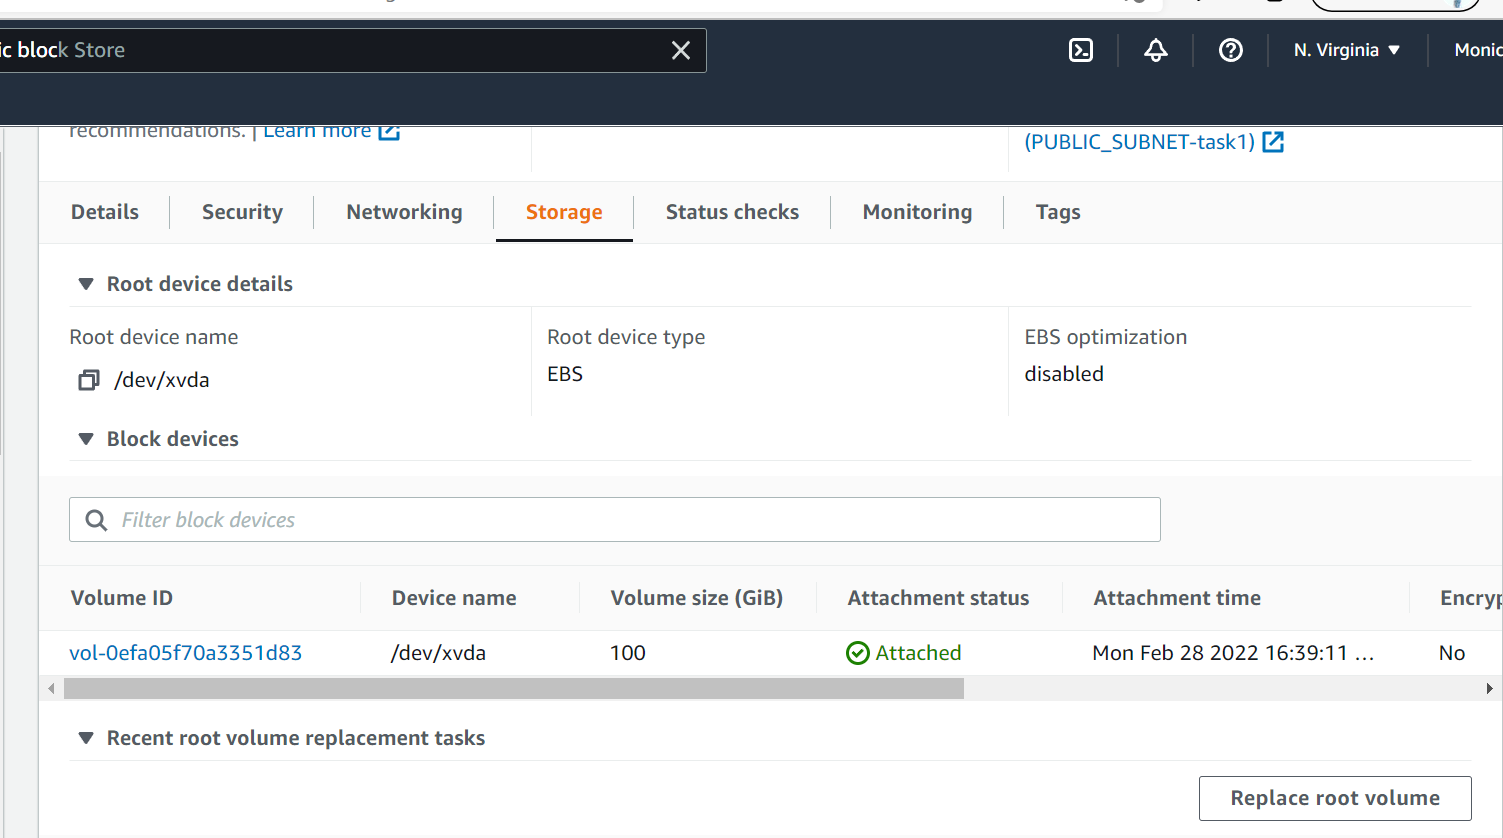 ic block Store
N. Virginia
Monic
recommendations. | Learn more
(PUBLIC_SUBNET-task1)
Details Security Networking Storage Status checks Monitoring Tags
Root device details
Root device name Root device type EBS optimization
/dev/xvda EBS disabled
Block devices
Filter block devices
Volume ID Device name Volume size (GiB) Attachment status Attachment time Encryp
vol-0efa05f70a3351d83 /dev/xvda 100 Attached Mon Feb 28 2022 16:39:11 ... No
Recent root volume replacement tasks
Replace root volume